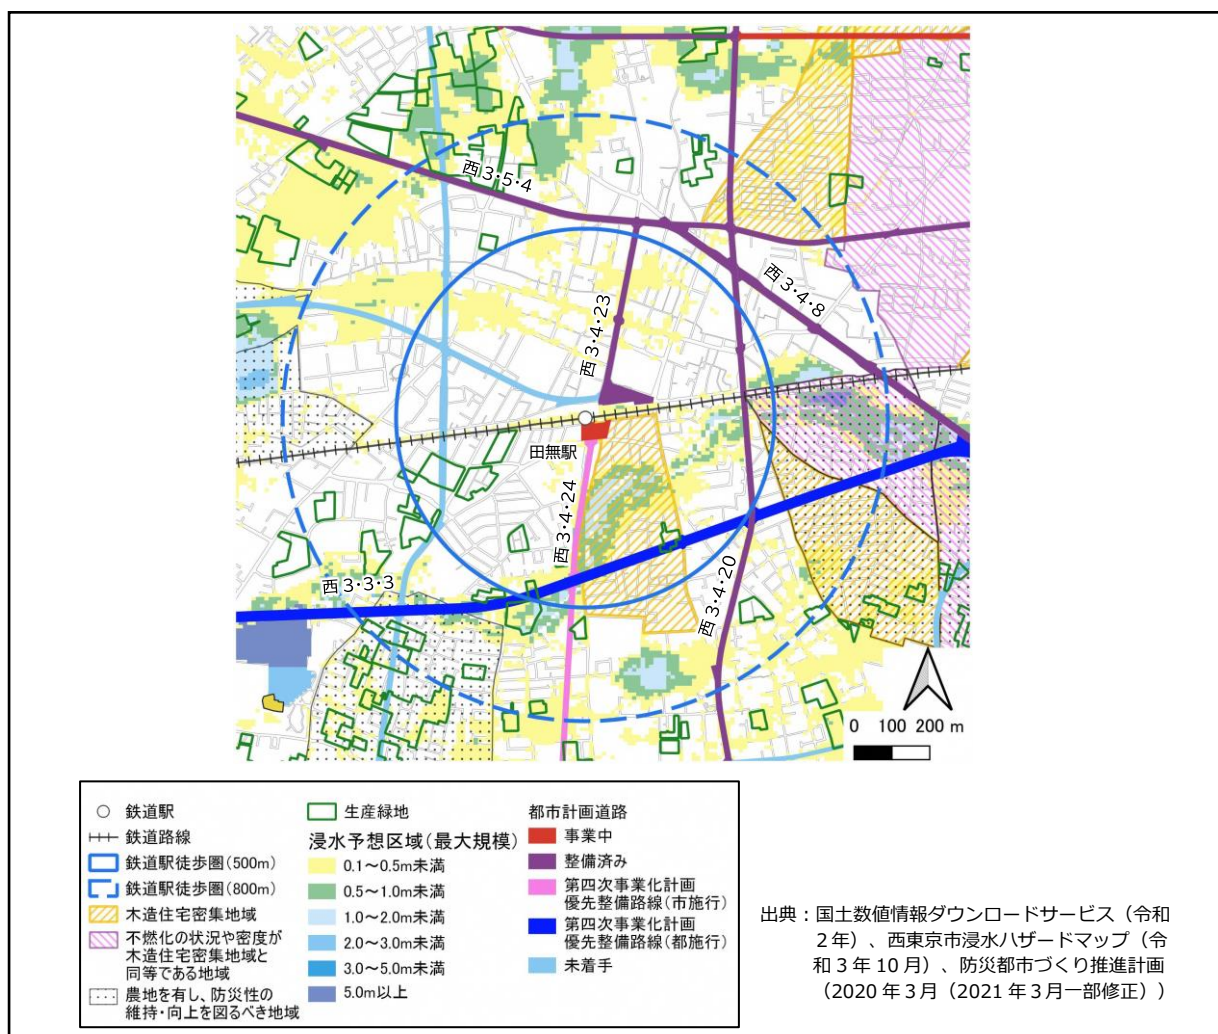 西3・5・4
西3・4・8
西3・4・23
田無駅
西3・4・24
西3・3・3
西3・4・20
0 100 200 m
鉄道駅
鉄道路線
鉄道駅徒歩圏(500m)
鉄道駅徒歩圏(800m)
木造住宅密集地域
不燃化の状況や密度が
木造住宅密集地域と
同等である地域
農地を有し、防災性の
維持・向上を図るべき地域
生産緑地
浸水予想区域(最大規模)
0.1～0.5m未満
0.5～1.0m未満
1.0～2.0m未満
2.0～3.0m未満
3.0～5.0m未満
5.0m以上
都市計画道路
事業中
整備済み
第四次事業化計画
優先整備路線(市施行)
第四次事業化計画
優先整備路線(都施行)
未着手
出典：国土数値情報ダウンロードサービス（令和
2年）、西東京市浸水ハザードマップ（令
和3年10月）、防災都市づくり推進計画
（2020年3月（2021年3月一部修正））